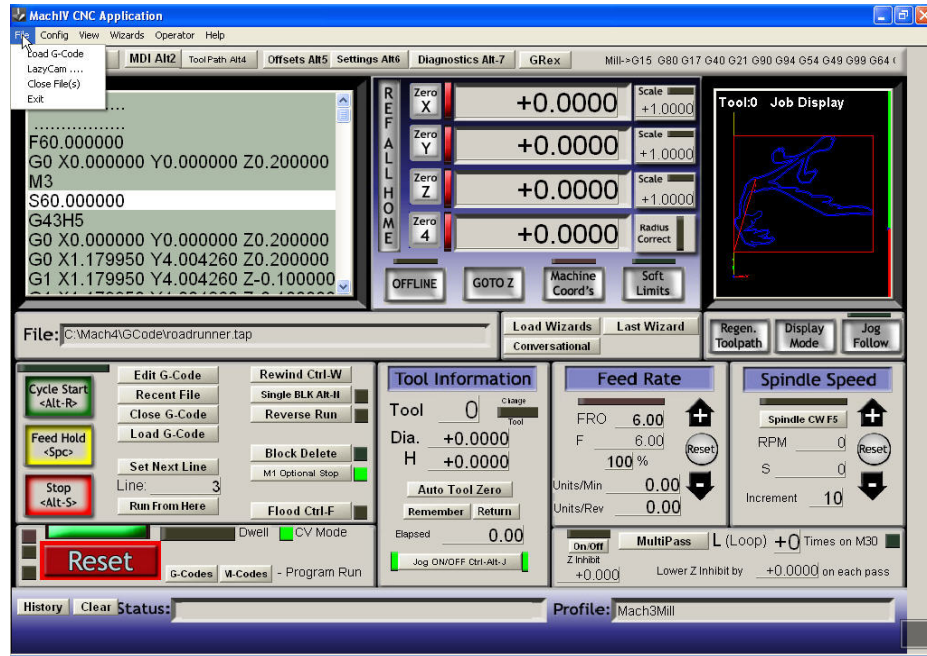 MachIV CNC Application
File Config View Wizards Operator Help
Load G-Code
LazyCam ....
Close File(s)
Exit
MDI Alt2 ToolPath Alt4 Offsets Alt5 Settings Alt6 Diagnostics Alt-7 GRex Mill->G15 G80 G17 G40 G21 G90 G94 G54 G49 G99 G64
F60.000000
G0 X0.000000 Y0.000000 Z0.200000
M3
S60.000000
G43H5
G0 X0.000000 Y0.000000 Z0.200000
G0 X1.179950 Y4.004260 Z0.200000
G1 X1.179950 Y4.004260 Z-0.100000
REF ALL HOME
Zero X +0.0000 Scale +1.0000
Zero Y +0.0000 Scale +1.0000
Zero Z +0.0000 Scale +1.0000
Zero 4 +0.0000 Radius Correct
OFFLINE GOTO Z Machine Coord's Soft Limits
Tool:0 Job Display
File: C:\Mach4\GCode\roadrunner.tap
Load Wizards Last Wizard
Conversational
Regen. Toolpath Display Mode Jog Follow
Cycle Start <Alt-R>
Feed Hold <Spc>
Stop <Alt-S>
Edit G-Code Rewind Ctrl-W
Recent File Single BLK Alt-N
Close G-Code Reverse Run
Load G-Code
Block Delete
Set Next Line M1 Optional Stop
Line: 3
Run From Here Flood Ctrl-F
Dwell CV Mode
Reset
G-Codes M-Codes - Program Run
Tool Information
Tool 0 Change Tool
Dia. +0.0000
H +0.0000
Auto Tool Zero
Remember Return
Elapsed 0.00
Jog ON/OFF Ctrl-Alt-J
Feed Rate
FRO 6.00
F 6.00
100 % Reset
Units/Min 0.00
Units/Rev 0.00
Spindle Speed
Spindle CW F5
RPM 0 Reset
S 0
Increment 10
On/Off MultiPass L (Loop) +0 Times on M30
Z Inhibit
+0.000 Lower Z Inhibit by +0.0000 on each pass
History Clear Status: Profile: Mach3Mill